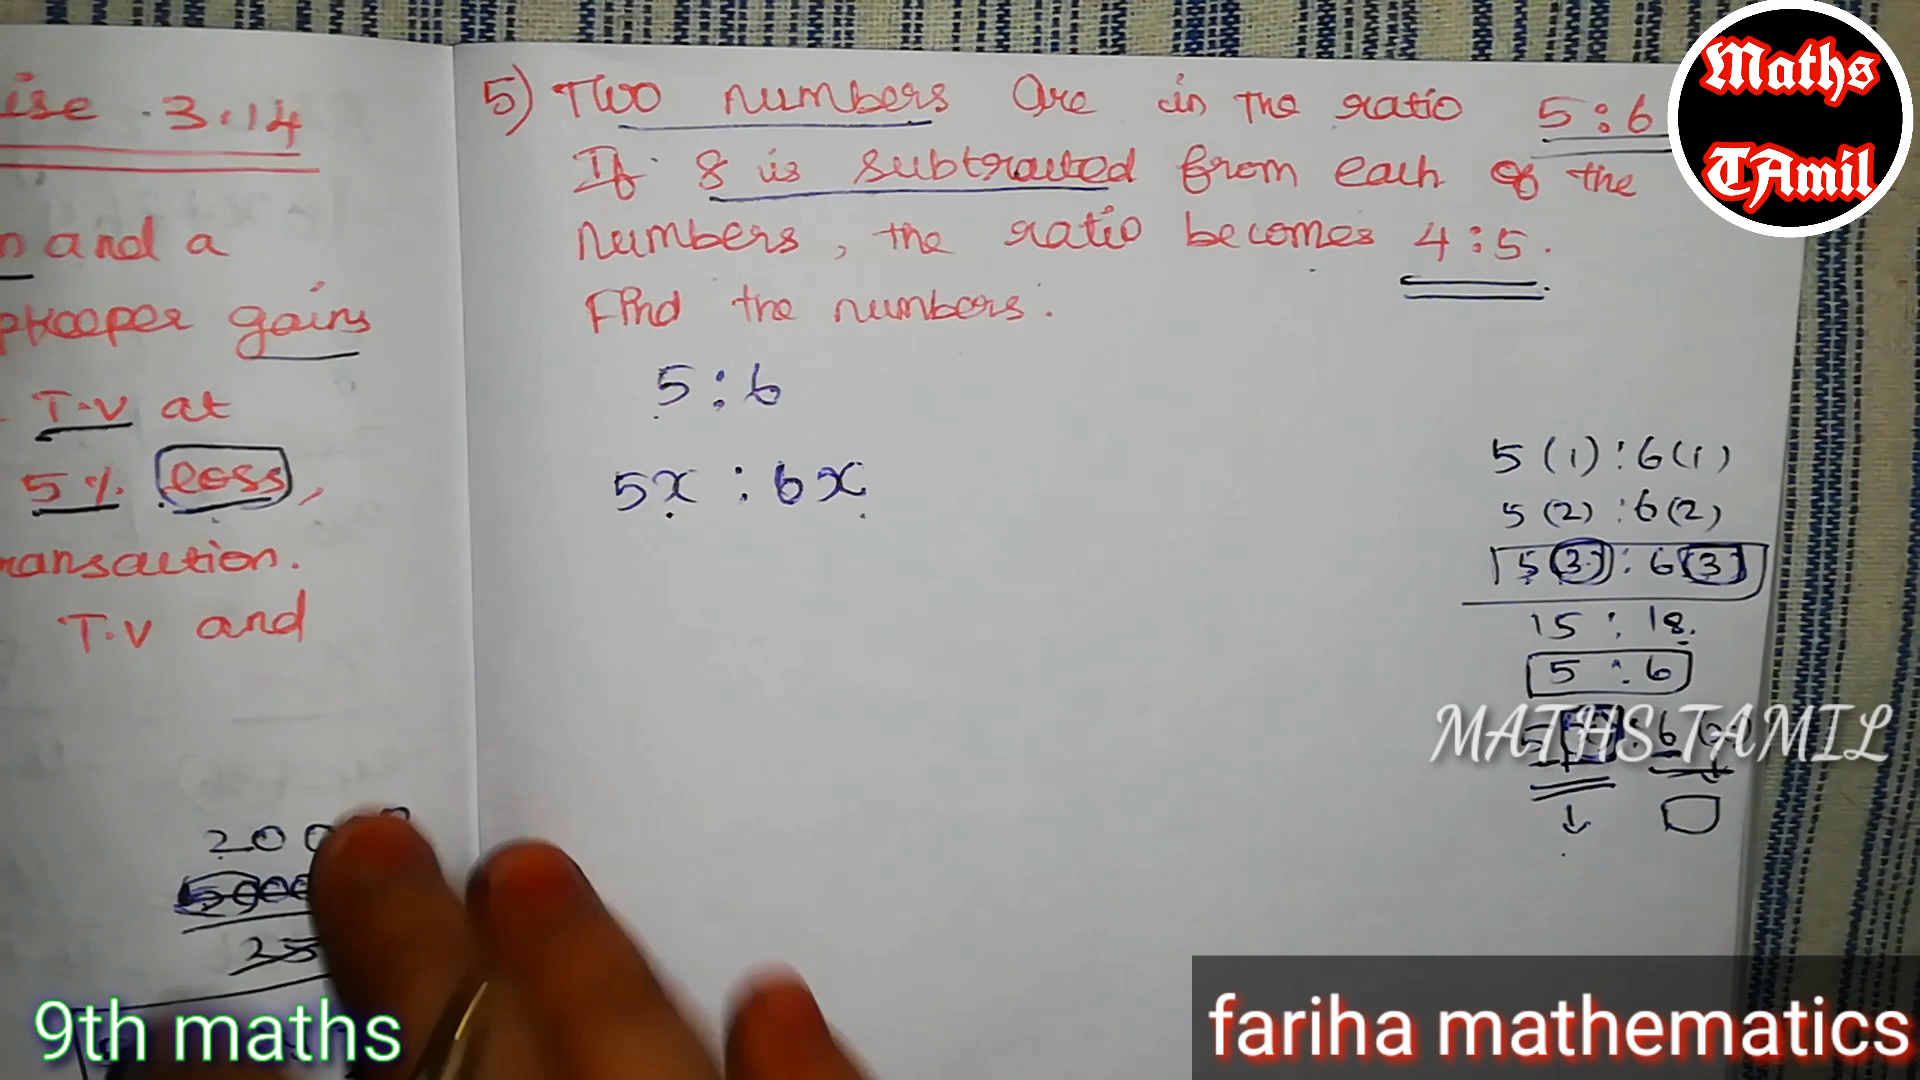 ise 3.14
n and a
pkeeper gains
T.V at
5% loss,
ransaction.
T.V and
200
5000
25
5) Two numbers are in the ratio 5:6
If 8 is subtracted from each of the
numbers, the ratio becomes 4:5.
Find the numbers.
5:6
5x : 6x
5(1):6(1)
5(2):6(2)
5(3):6(3)
15 : 18.
5 : 6
Maths
TAmil
MATHS TAMIL
9th maths
fariha mathematics